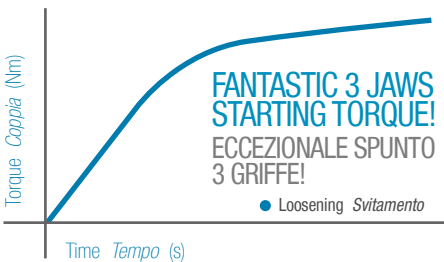 Torque Coppia (Nm)
FANTASTIC 3 JAWS
STARTING TORQUE!
ECCEZIONALE SPUNTO
3 GRIFFE!
Loosening Svitamento
Time Tempo (s)